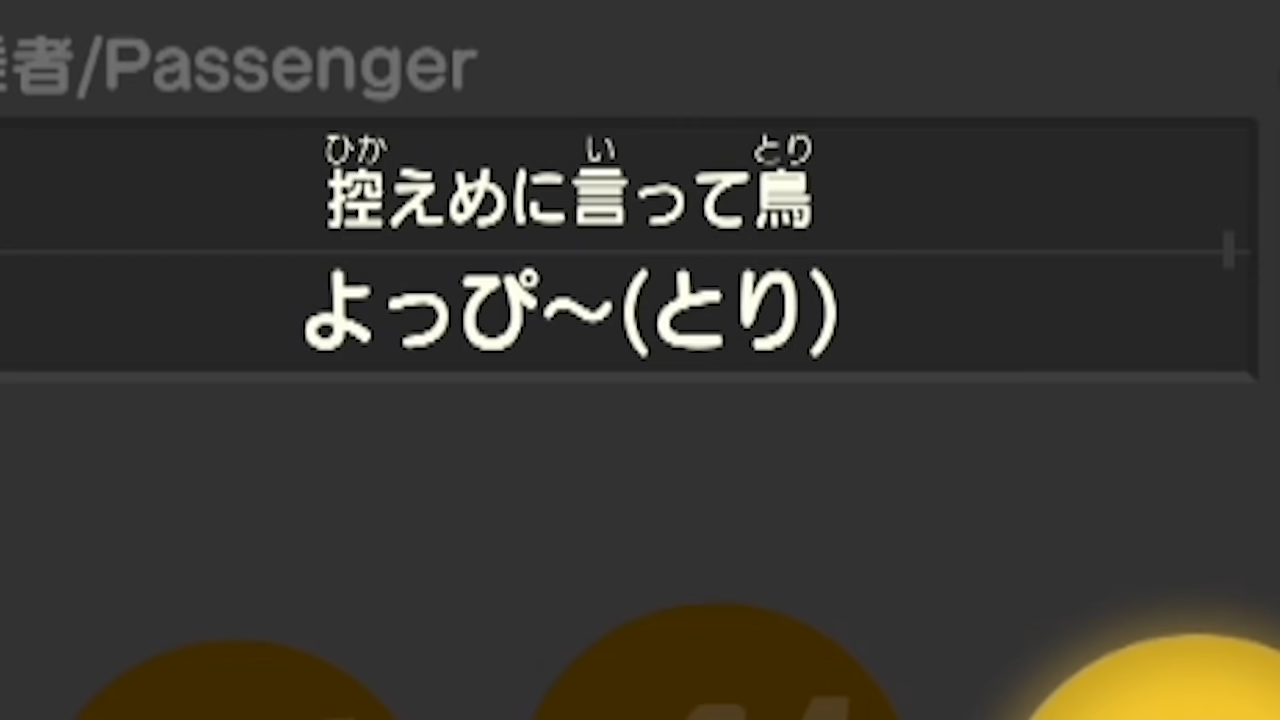 者/Passenger
ひか い とり
控えめに言って鳥
よっぴ～(とり)